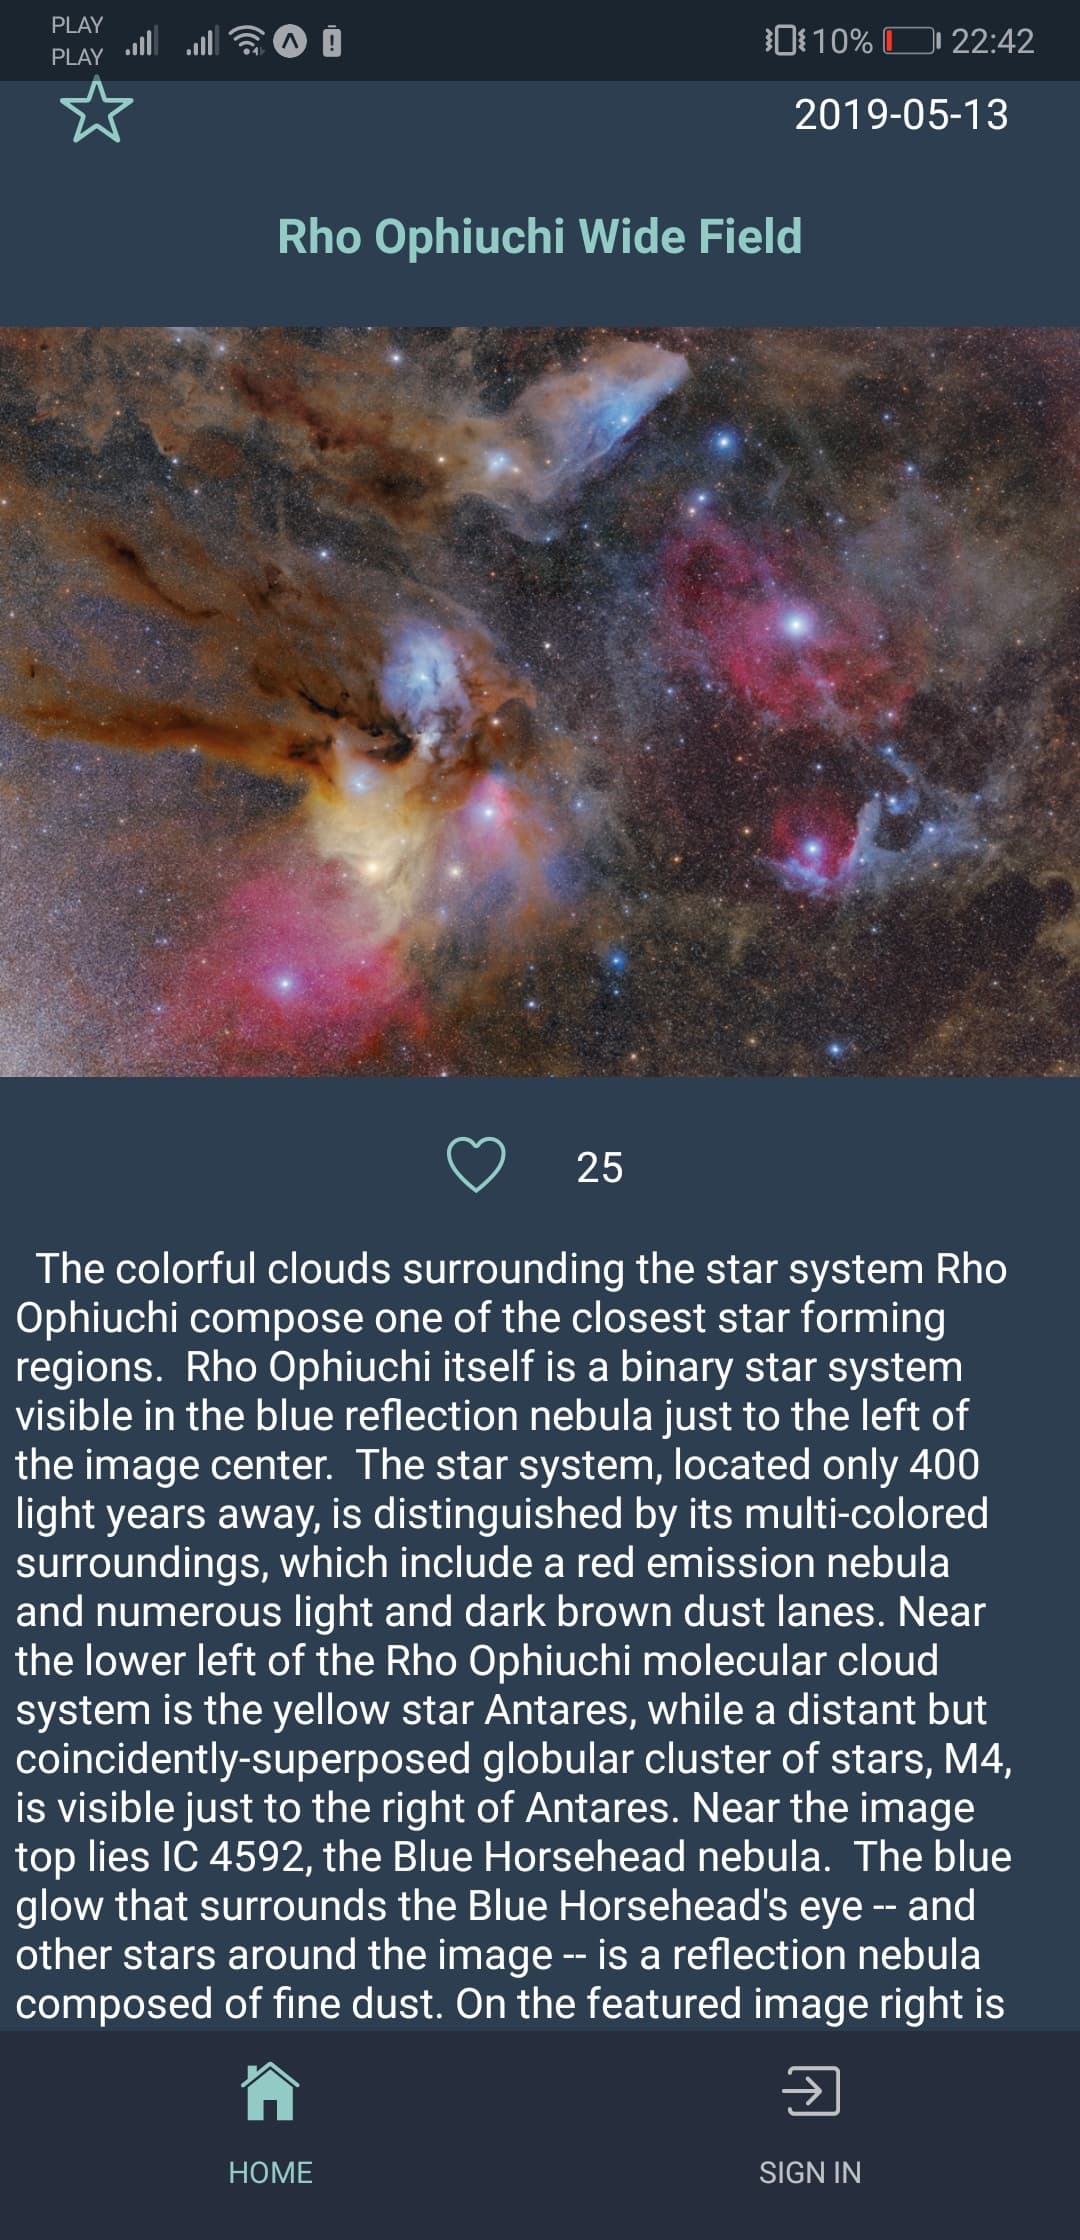 PLAY
PLAY
10%
22:42
2019-05-13
Rho Ophiuchi Wide Field
25
The colorful clouds surrounding the star system Rho
Ophiuchi compose one of the closest star forming
regions.  Rho Ophiuchi itself is a binary star system
visible in the blue reflection nebula just to the left of
the image center.  The star system, located only 400
light years away, is distinguished by its multi-colored
surroundings, which include a red emission nebula
and numerous light and dark brown dust lanes. Near
the lower left of the Rho Ophiuchi molecular cloud
system is the yellow star Antares, while a distant but
coincidently-superposed globular cluster of stars, M4,
is visible just to the right of Antares. Near the image
top lies IC 4592, the Blue Horsehead nebula.  The blue
glow that surrounds the Blue Horsehead's eye -- and
other stars around the image -- is a reflection nebula
composed of fine dust. On the featured image right is
HOME
SIGN IN